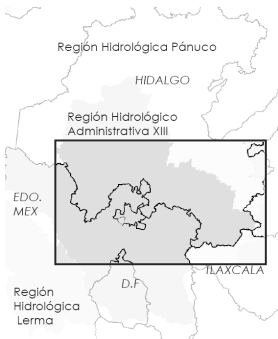 Región Hidrológica Pánuco
HIDALGO
Región Hidrológico
Administrativa XIII
EDO.
MEX
TLAXCALA
D.F
Región
Hidrológica
Lerma